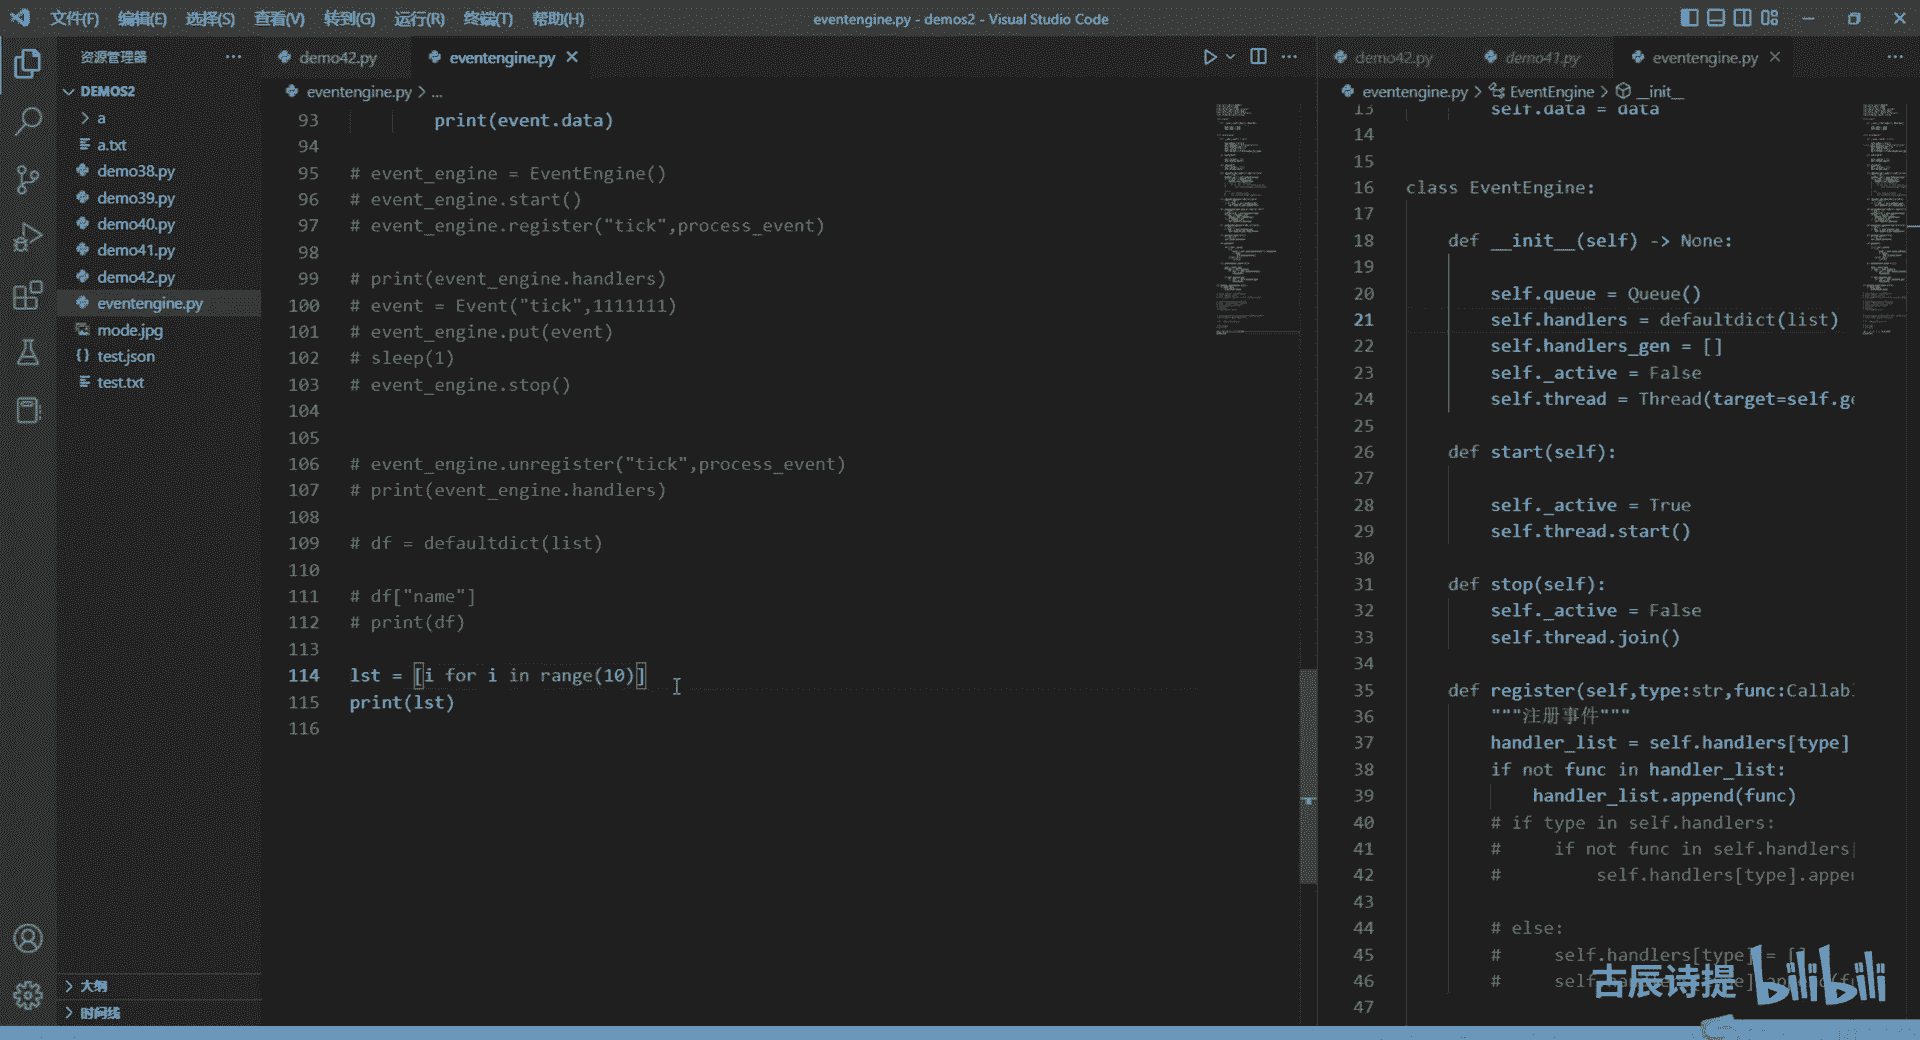 文件(F) 编辑(E) 选择(S) 查看(V) 转到(G) 运行(R) 终端(T) 帮助(H)
eventengine.py - demos2 - Visual Studio Code
资源管理器
DEMOS2
a
a.txt
demo38.py
demo39.py
demo40.py
demo41.py
demo42.py
eventengine.py
mode.jpg
test.json
test.txt
大纲
时间线
demo42.py eventengine.py
eventengine.py > ...
93 print(event.data)
94
95 # event_engine = EventEngine()
96 # event_engine.start()
97 # event_engine.register("tick",process_event)
98
99 # print(event_engine.handlers)
100 # event = Event("tick",1111111)
101 # event_engine.put(event)
102 # sleep(1)
103 # event_engine.stop()
104
105
106 # event_engine.unregister("tick",process_event)
107 # print(event_engine.handlers)
108
109 # df = defaultdict(list)
110
111 # df["name"]
112 # print(df)
113
114 lst = [i for i in range(10)]
115 print(lst)
116
demo42.py demo41.py eventengine.py
eventengine.py > EventEngine > __init__
13 self.data = data
14
15
16 class EventEngine:
17
18 def __init__(self) -> None:
19
20 self.queue = Queue()
21 self.handlers = defaultdict(list)
22 self.handlers_gen = []
23 self._active = False
24 self.thread = Thread(target=self.ge
25
26 def start(self):
27
28 self._active = True
29 self.thread.start()
30
31 def stop(self):
32 self._active = False
33 self.thread.join()
34
35 def register(self,type:str,func:Callab
36 """注册事件"""
37 handler_list = self.handlers[type]
38 if not func in handler_list:
39 handler_list.append(func)
40 # if type in self.handlers:
41 # if not func in self.handlers[
42 # self.handlers[type].appen
43
44 # else:
45 # self.handlers[type] = [
46 # self
47
古辰诗提 bilibili